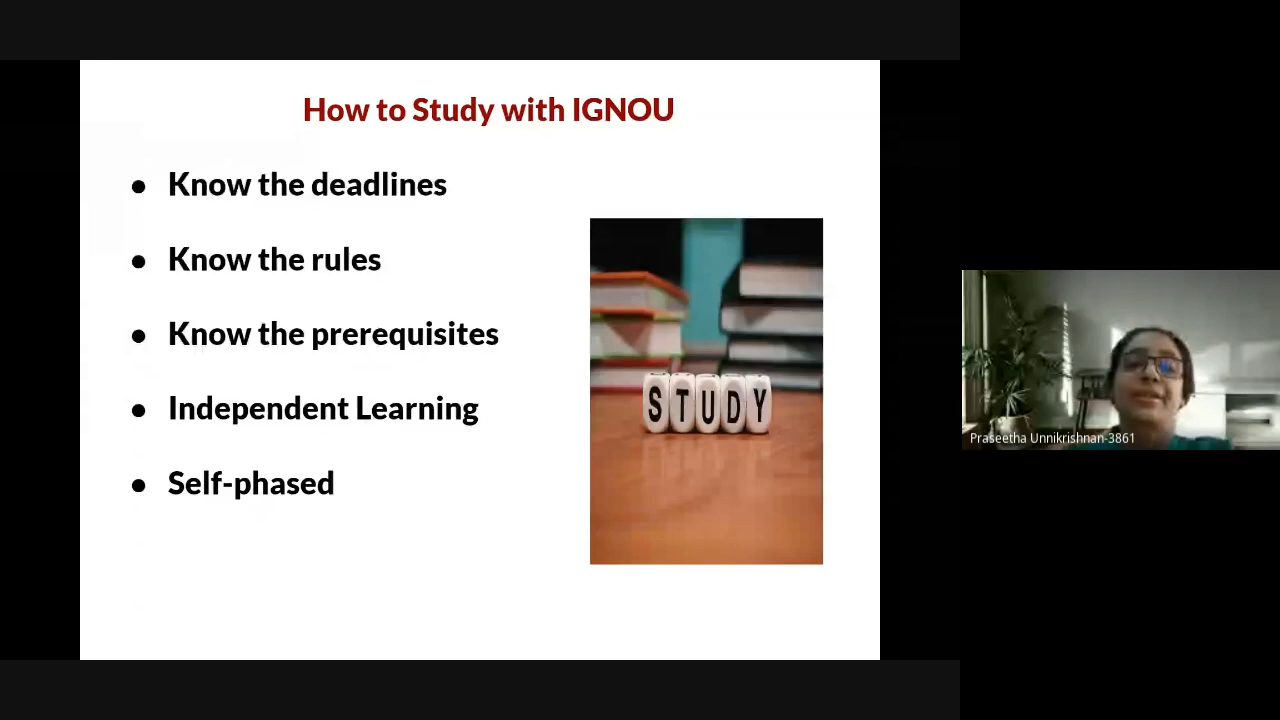 How to Study with IGNOU
● Know the deadlines
● Know the rules
● Know the prerequisites
● Independent Learning
● Self-phased
STUDY
Praseetha Unnikrishnan-3861